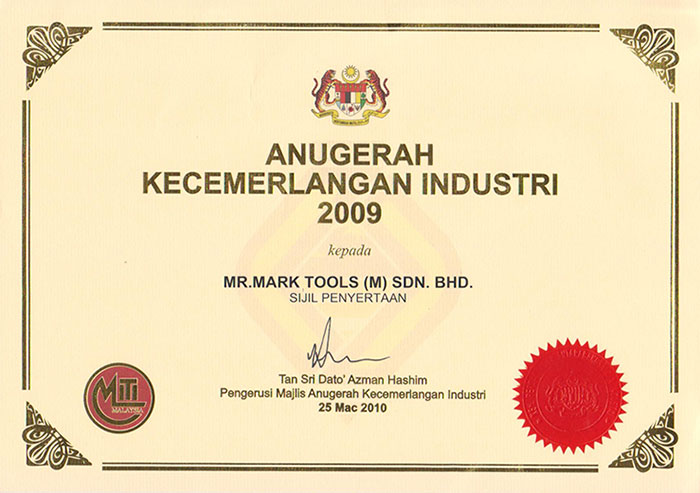 ANUGERAH
KECEMERLANGAN INDUSTRI
2009
kepada
MR.MARK TOOLS (M) SDN. BHD.
SIJIL PENYERTAAN
Tan Sri Dato' Azman Hashim
Pengerusi Majlis Anugerah Kecemerlangan Industri
25 Mac 2010
MiTi
MALAYSIA